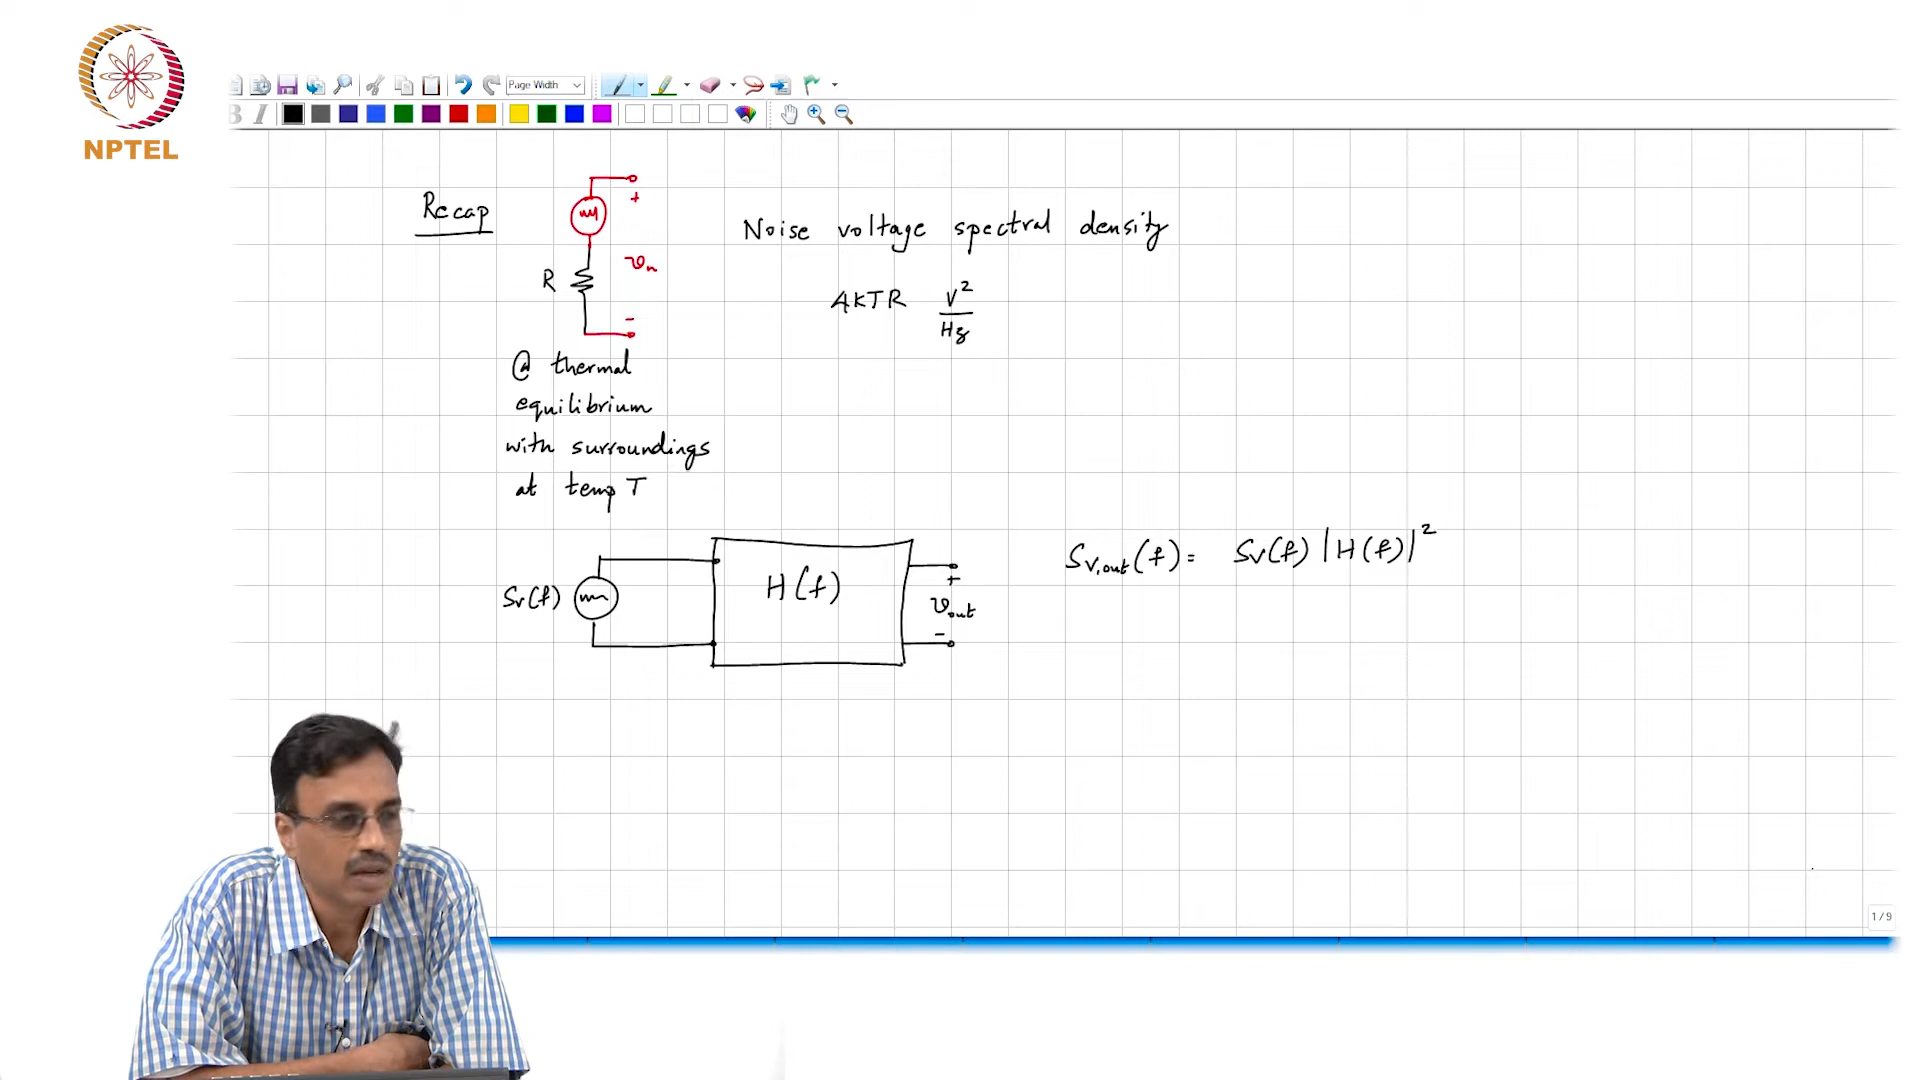 NPTEL
Page Width
B I
Recap
+
Noise voltage spectral density
vn
R
4KTR V²/Hz
-
@ thermal
equilibrium
with surroundings
at temp T
Sv(f)
H(f)
+
vout
-
Sv,out(f) = Sv(f) |H(f)|²
1 / 9